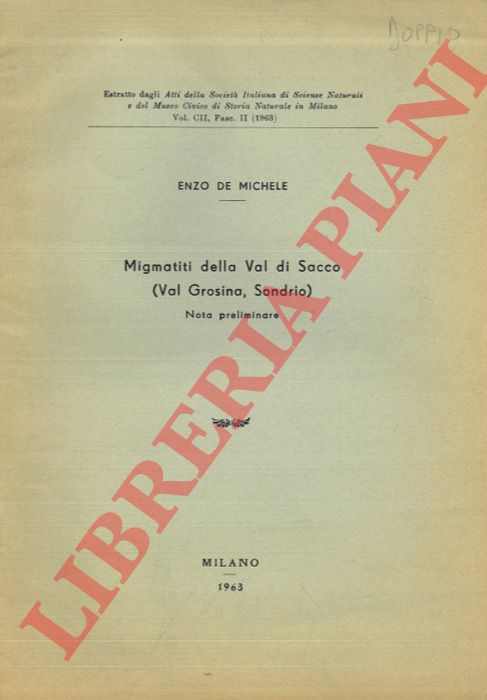 DOPPIO
Estratto dagli Atti della Società Italiana di Scienze Naturali
e del Museo Civico di Storia Naturale in Milano
Vol. CII, Fasc. II (1963)
ENZO DE MICHELE
Migmatiti della Val di Sacco
(Val Grosina, Sondrio)
Nota preliminare
MILANO
1963
LIBRERIA PIANI